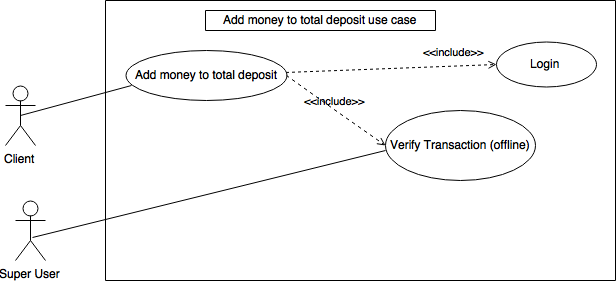 Add money to total deposit use case
<<include>>
Login
Add money to total deposit
<<include>>
Client
Verify Transaction (offline)
Super User